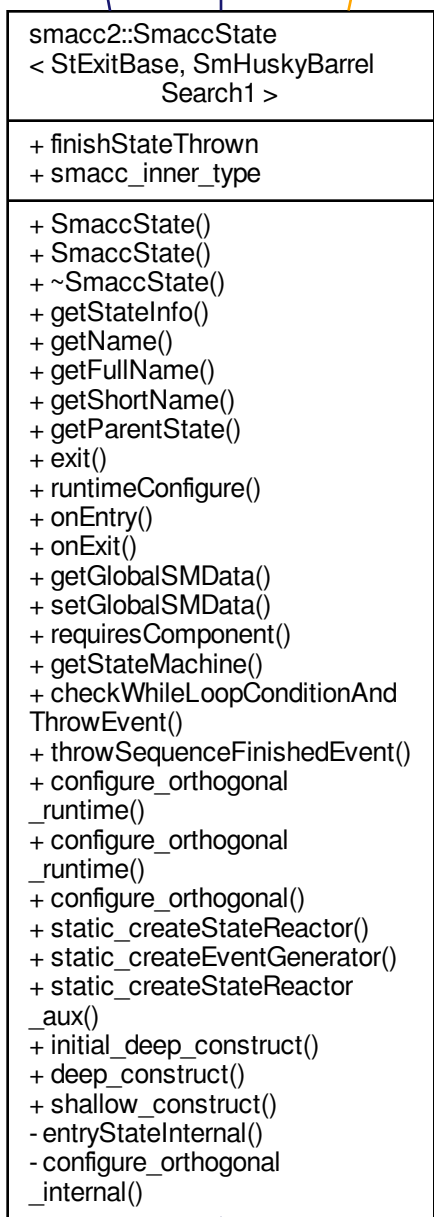 smacc2::SmaccState
< StExitBase, SmHuskyBarrel
Search1 >
+ finishStateThrown
+ smacc_inner_type
+ SmaccState()
+ SmaccState()
+ ~SmaccState()
+ getStateInfo()
+ getName()
+ getFullName()
+ getShortName()
+ getParentState()
+ exit()
+ runtimeConfigure()
+ onEntry()
+ onExit()
+ getGlobalSMData()
+ setGlobalSMData()
+ requiresComponent()
+ getStateMachine()
+ checkWhileLoopConditionAnd
ThrowEvent()
+ throwSequenceFinishedEvent()
+ configure_orthogonal
_runtime()
+ configure_orthogonal
_runtime()
+ configure_orthogonal()
+ static_createStateReactor()
+ static_createEventGenerator()
+ static_createStateReactor
_aux()
+ initial_deep_construct()
+ deep_construct()
+ shallow_construct()
- entryStateInternal()
- configure_orthogonal
_internal()